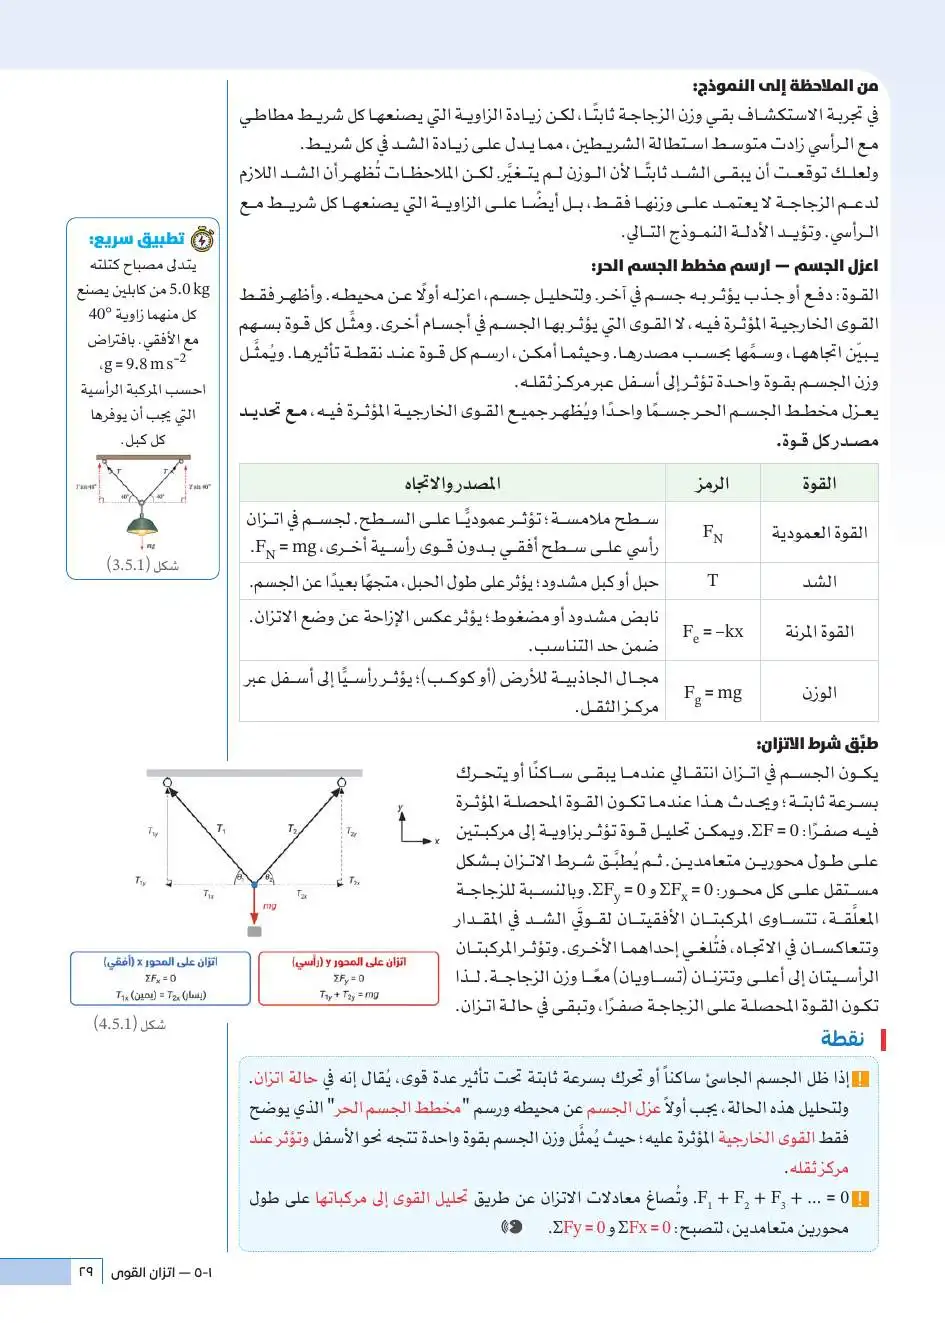 من الملاحظة إلى النموذج:
في تجربة الاستكشاف بقي وزن الزجاجة ثابتًا، لكن زيادة الزاوية التي يصنعها كل شريط مطاطي
مع الرأسي زادت متوسط استطالة الشريطين، مما يدل على زيادة الشد في كل شريط.
ولعلك توقعت أن يبقى الشد ثابتًا لأن الوزن لم يتغيَّر. لكن الملاحظات تُظهر أن الشد اللازم
لدعم الزجاجة لا يعتمد على وزنها فقط، بل أيضًا على الزاوية التي يصنعها كل شريط مع
الرأسي. وتؤيد الأدلة النموذج التالي.
اعزل الجسم — ارسم مخطط الجسم الحر:
القوة: دفع أو جذب يؤثر به جسم في آخر. ولتحليل جسم، اعزله أولًا عن محيطه. وأظهر فقط
القوى الخارجية المؤثرة فيه، لا القوى التي يؤثر بها الجسم في أجسام أخرى. ومثّل كل قوة بسهم
يبيّن اتجاهها، وسمّها بحسب مصدرها. وحيثما أمكن، ارسم كل قوة عند نقطة تأثيرها. ويُمثَّل
وزن الجسم بقوة واحدة تؤثر إلى أسفل عبر مركز ثقله.
يعزل مخطط الجسم الحر جسمًا واحدًا ويُظهر جميع القوى الخارجية المؤثرة فيه، مع تحديد
مصدر كل قوة.
القوة الرمز المصدر والاتجاه
القوة العمودية F_N سطح ملامسة؛ تؤثر عموديًّا على السطح. لجسم في اتزان
رأسي على سطح أفقي بدون قوى رأسية أخرى، F_N = mg.
الشد T حبل أو كبل مشدود؛ يؤثر على طول الحبل، متجهًا بعيدًا عن الجسم.
القوة المرنة F_e = –kx نابض مشدود أو مضغوط؛ يؤثر عكس الإزاحة عن وضع الاتزان.
ضمن حد التناسب.
الوزن F_g = mg مجال الجاذبية للأرض (أو كوكب)؛ يؤثر رأسيًّا إلى أسفل عبر
مركز الثقل.
تطبيق سريع:
يتدلى مصباح كتلته
5.0 kg من كابلين يصنع
كل منهما زاوية 40°
مع الأفقي. بافتراض
g = 9.8 m s⁻²،
احسب المركبة الرأسية
التي يجب أن يوفرها
كل كبل.
T T
T sin 40° T sin 40°
40° 40°
mg
شكل (3.5.1)
طبّق شرط الاتزان:
يكون الجسم في اتزان انتقالي عندما يبقى ساكنًا أو يتحرك
بسرعة ثابتة؛ ويحدث هذا عندما تكون القوة المحصلة المؤثرة
فيه صفرًا: ΣF = 0. ويمكن تحليل قوة تؤثر بزاوية إلى مركبتين
على طول محورين متعامدين. ثم يُطبَّق شرط الاتزان بشكل
مستقل على كل محور: ΣF_x = 0 و ΣF_y = 0. وبالنسبة للزجاجة
المعلَّقة، تتساوى المركبتان الأفقيتان لقوتَي الشد في المقدار
وتتعاكسان في الاتجاه، فتُلغي إحداهما الأخرى. وتؤثر المركبتان
الرأسيتان إلى أعلى وتتزنان (تساويان) معًا وزن الزجاجة. لذا
تكون القوة المحصلة على الزجاجة صفرًا، وتبقى في حالة اتزان.
y
x
T₁y T₁ T₂ T₂y
T₁y θ₁ θ₂ T₂x
T₁x T₂x
mg
اتزان على المحور y (رأسي)
ΣFy = 0
T₁y + T₂y = mg
اتزان على المحور x (أفقي)
ΣFx = 0
(يسار) T₁x = T₂x (يمين)
شكل (4.5.1)
نقطة
إذا ظل الجسم الجاسئ ساكناً أو تحرك بسرعة ثابتة تحت تأثير عدة قوى، يُقال إنه في حالة اتزان.
ولتحليل هذه الحالة، يجب أولاً عزل الجسم عن محيطه ورسم "مخطط الجسم الحر" الذي يوضح
فقط القوى الخارجية المؤثرة عليه؛ حيث يُمثَّل وزن الجسم بقوة واحدة تتجه نحو الأسفل وتؤثر عند
مركز ثقله.
F₁ + F₂ + F₃ + ... = 0. وتُصاغ معادلات الاتزان عن طريق تحليل القوى إلى مركباتها على طول
محورين متعامدين، لتصبح: ΣFx = 0 و ΣFy = 0.
١-٥ — اتزان القوى ٢٩